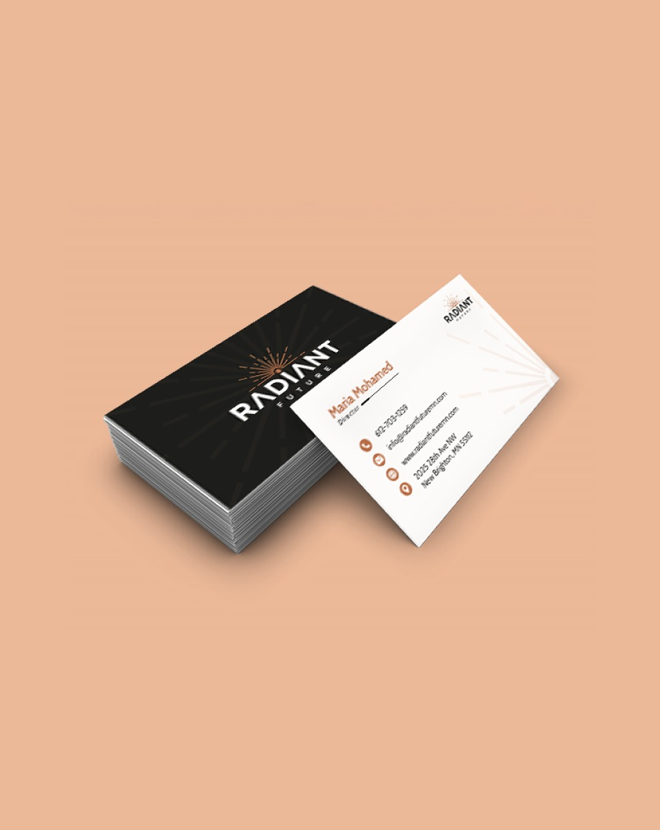 RADIANT
FUTURE
RADIANT
FUTURE
Maria Mohamed
Director
612-703-1259
info@radiantfuturemn.com
www.radiantfuturemn.com
2025 28th Ave NW
New Brighton, MN 55112